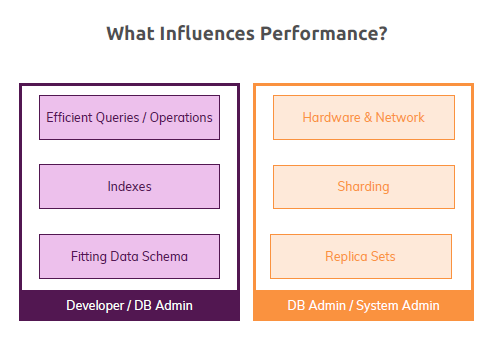 What Influences Performance?
Efficient Queries / Operations
Indexes
Fitting Data Schema
Developer / DB Admin
Hardware & Network
Sharding
Replica Sets
DB Admin / System Admin